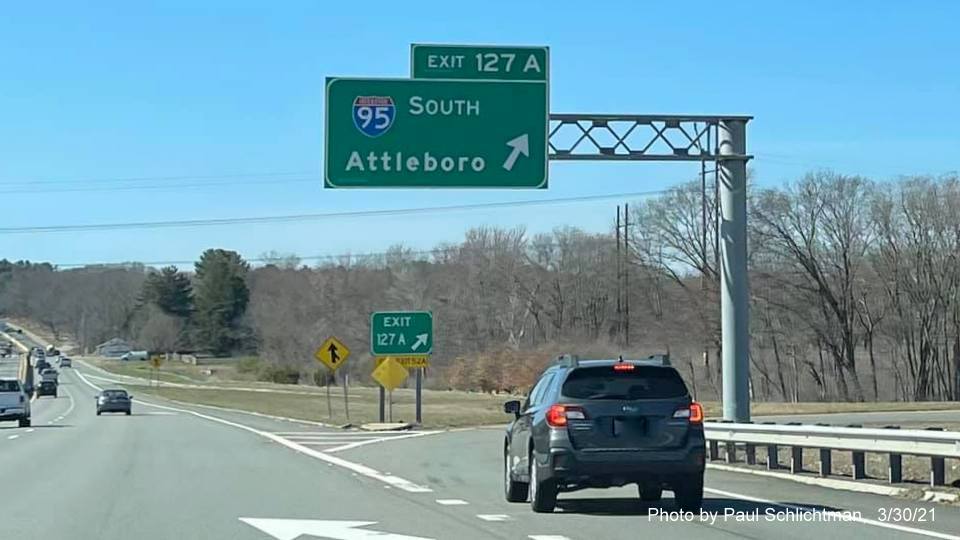 EXIT 127 A
95 SOUTH
Attleboro
EXIT
127 A
Photo by Paul Schlichtman 3/30/21